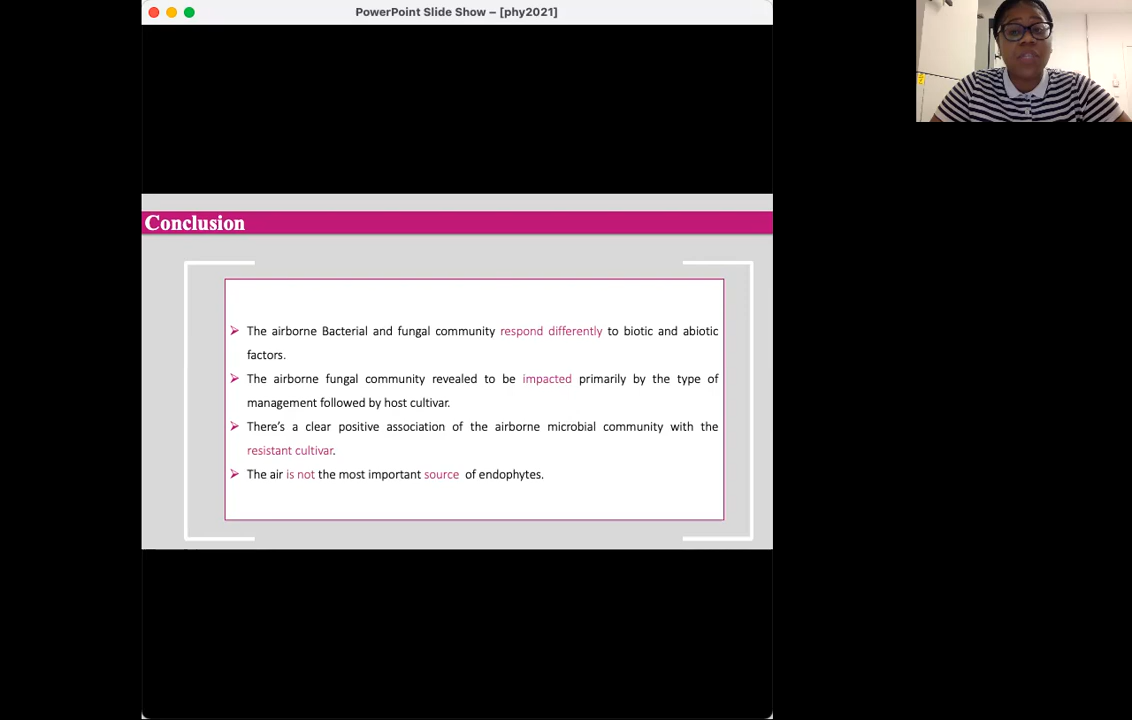 PowerPoint Slide Show – [phy2021]
Conclusion
The airborne Bacterial and fungal community respond differently to biotic and abiotic
factors.
The airborne fungal community revealed to be impacted primarily by the type of
management followed by host cultivar.
There's a clear positive association of the airborne microbial community with the
resistant cultivar.
The air is not the most important source of endophytes.